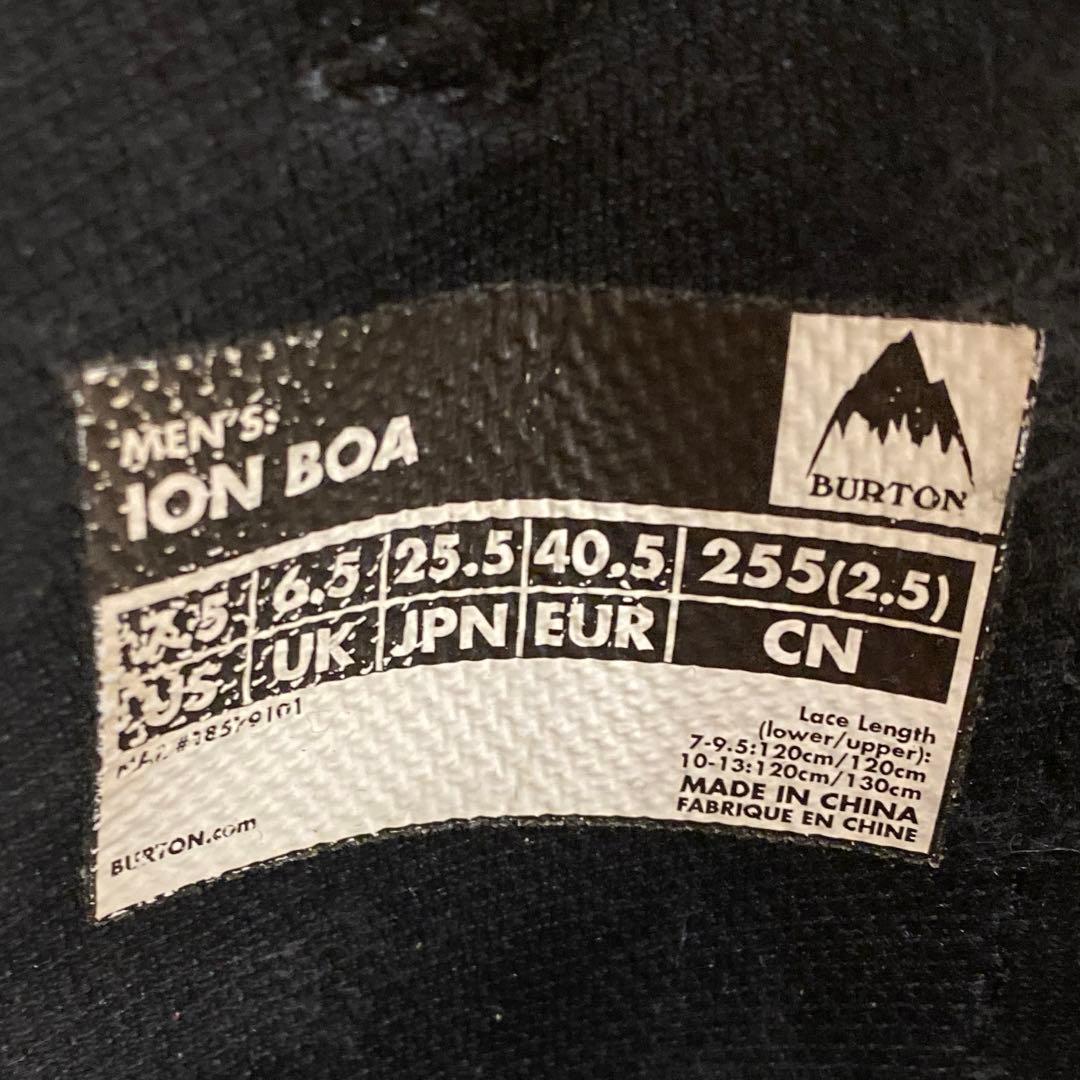 MEN'S:
ION BOA
BURTON
6.5 25.5 40.5 255(2.5)
US UK JPN EUR CN
BURTON.com
Lace Length
(lower/upper):
7-9.5:120cm/120cm
10-13:120cm/130cm
MADE IN CHINA
FABRIQUE EN CHINE